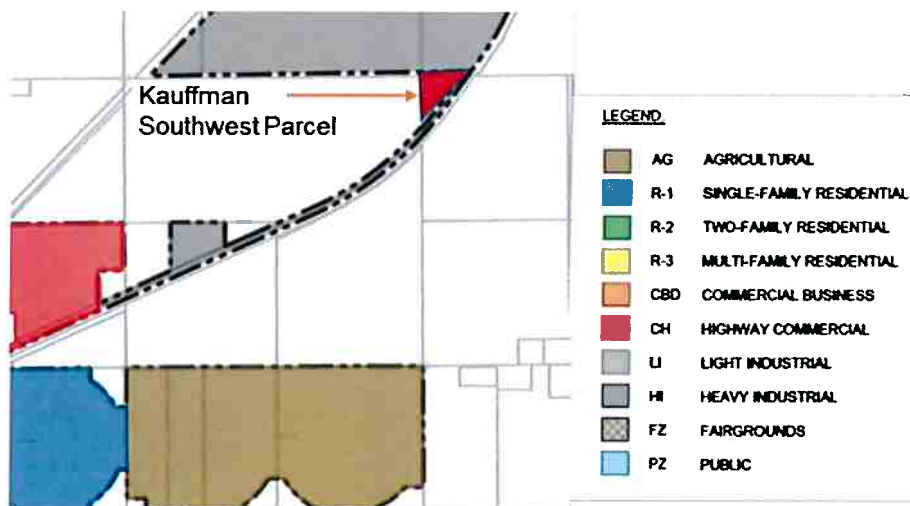 Kauffman
Southwest Parcel
LEGEND
AG AGRICULTURAL
R-1 SINGLE-FAMILY RESIDENTIAL
R-2 TWO-FAMILY RESIDENTIAL
R-3 MULTI-FAMILY RESIDENTIAL
CBD COMMERCIAL BUSINESS
CH HIGHWAY COMMERCIAL
LI LIGHT INDUSTRIAL
HI HEAVY INDUSTRIAL
FZ FAIRGROUNDS
PZ PUBLIC